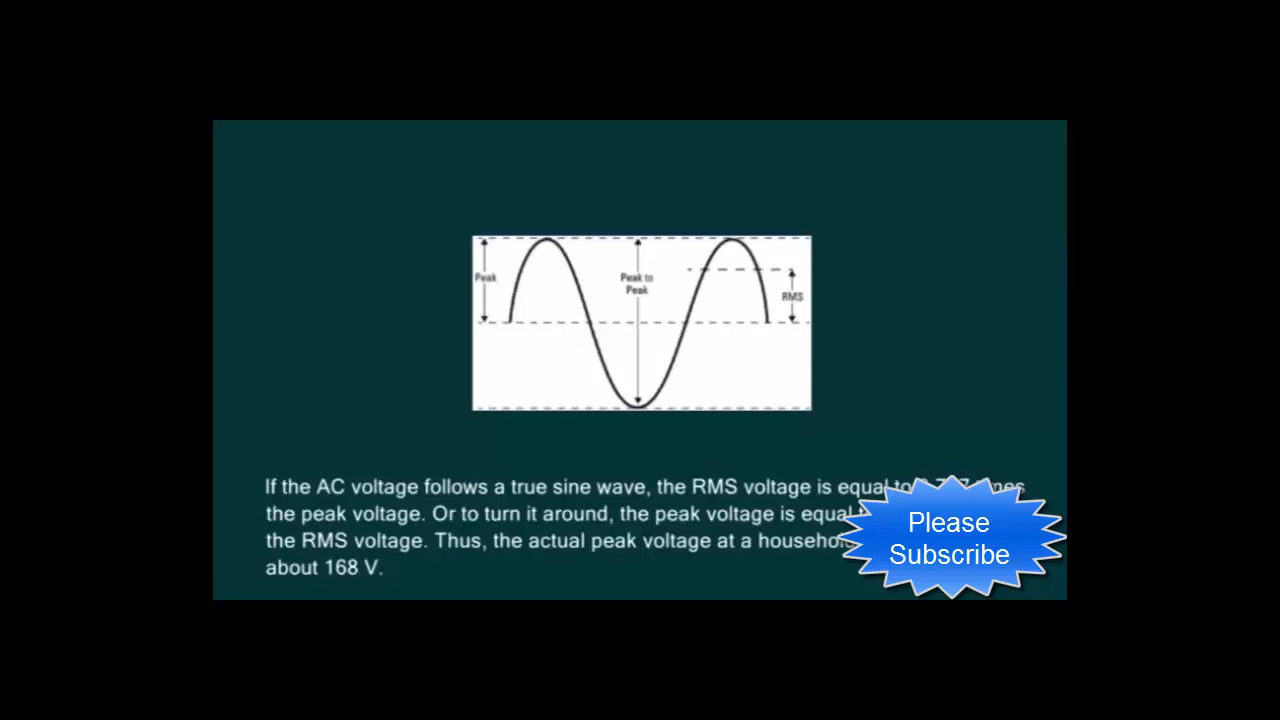 Peak
Peak to
Peak
RMS
If the AC voltage follows a true sine wave, the RMS voltage is equal to
the peak voltage. Or to turn it around, the peak voltage is equal
the RMS voltage. Thus, the actual peak voltage at a
about 168 V.
Please
Subscribe